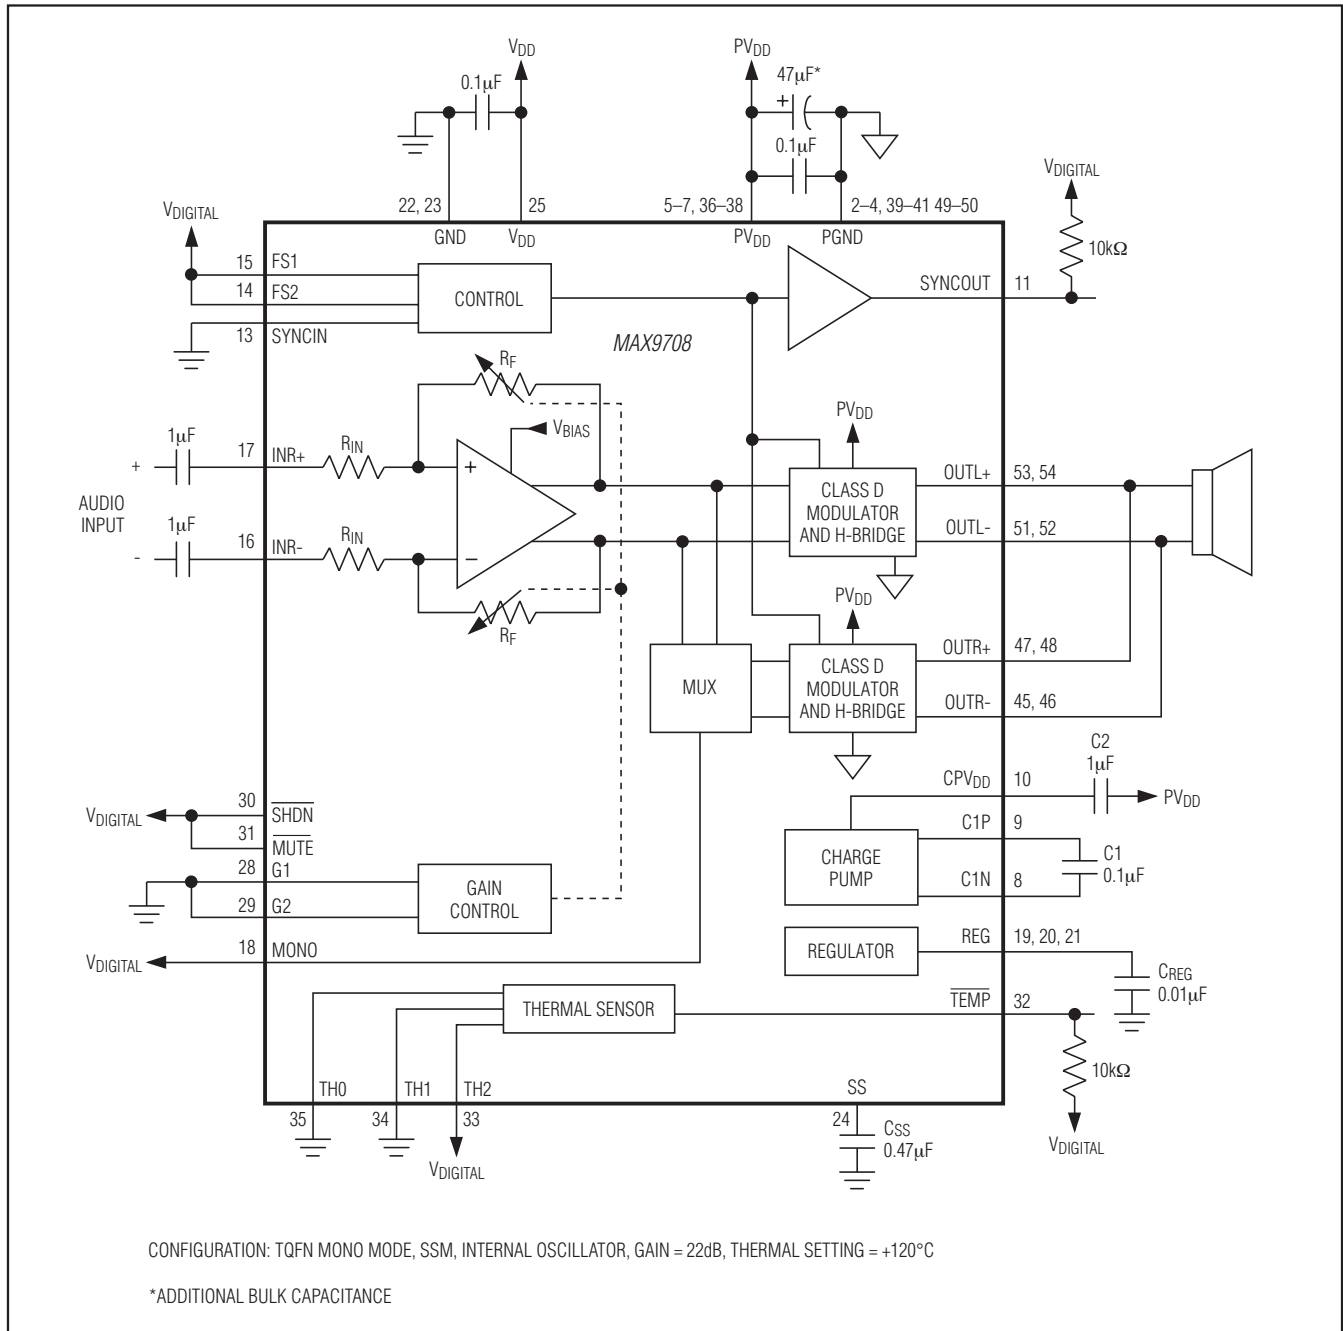 VDD
PVDD
0.1µF
47µF*
+
0.1µF
VDIGITAL
22, 23
25
5–7, 36–38
2–4, 39–41 49–50
VDIGITAL
GND
VDD
PVDD
PGND
10kΩ
15
FS1
14
FS2
13
SYNCIN
CONTROL
SYNCOUT
11
MAX9708
RF
PVDD
VBIAS
1µF
17
INR+
RIN
+
+
AUDIO
INPUT
1µF
16
INR-
RIN
-
−
RF
CLASS D
MODULATOR
AND H-BRIDGE
OUTL+
53, 54
OUTL-
51, 52
PVDD
MUX
CLASS D
MODULATOR
AND H-BRIDGE
OUTR+
47, 48
OUTR-
45, 46
C2
1µF
CPVDD
10
PVDD
VDIGITAL
30
SHDN
31
MUTE
28
G1
29
G2
GAIN
CONTROL
CHARGE
PUMP
C1P
9
C1
0.1µF
C1N
8
18
MONO
VDIGITAL
REGULATOR
REG
19, 20, 21
CREG
0.01µF
THERMAL SENSOR
TEMP
32
10kΩ
VDIGITAL
TH0
TH1
TH2
SS
35
34
33
24
CSS
0.47µF
VDIGITAL
CONFIGURATION: TQFN MONO MODE, SSM, INTERNAL OSCILLATOR, GAIN = 22dB, THERMAL SETTING = +120°C
*ADDITIONAL BULK CAPACITANCE